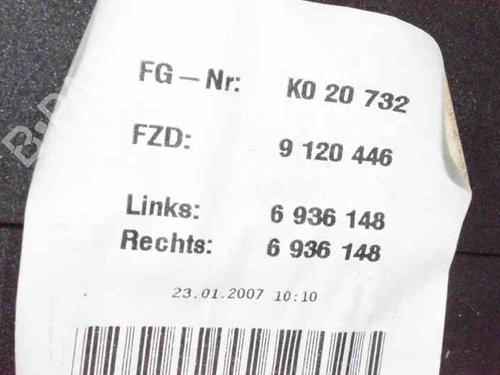 FG – Nr: K0 20 732
FZD: 9 120 446
Links: 6 936 148
Rechts: 6 936 148
23.01.2007 10:10